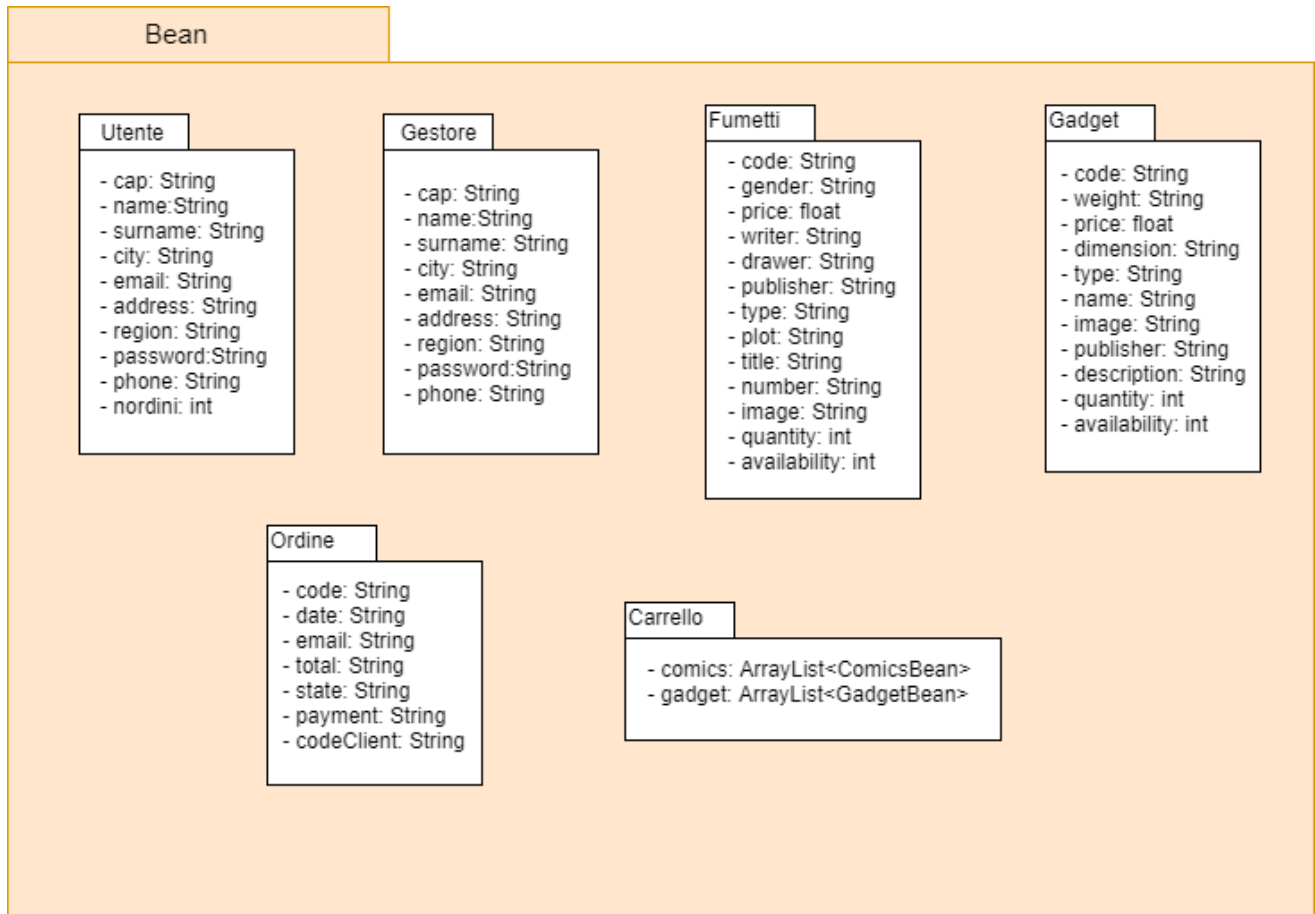 Bean
Utente
- cap: String
- name:String
- surname: String
- city: String
- email: String
- address: String
- region: String
- password:String
- phone: String
- nordini: int
Gestore
- cap: String
- name:String
- surname: String
- city: String
- email: String
- address: String
- region: String
- password:String
- phone: String
Fumetti
- code: String
- gender: String
- price: float
- writer: String
- drawer: String
- publisher: String
- type: String
- plot: String
- title: String
- number: String
- image: String
- quantity: int
- availability: int
Gadget
- code: String
- weight: String
- price: float
- dimension: String
- type: String
- name: String
- image: String
- publisher: String
- description: String
- quantity: int
- availability: int
Ordine
- code: String
- date: String
- email: String
- total: String
- state: String
- payment: String
- codeClient: String
Carrello
- comics: ArrayList<ComicsBean>
- gadget: ArrayList<GadgetBean>